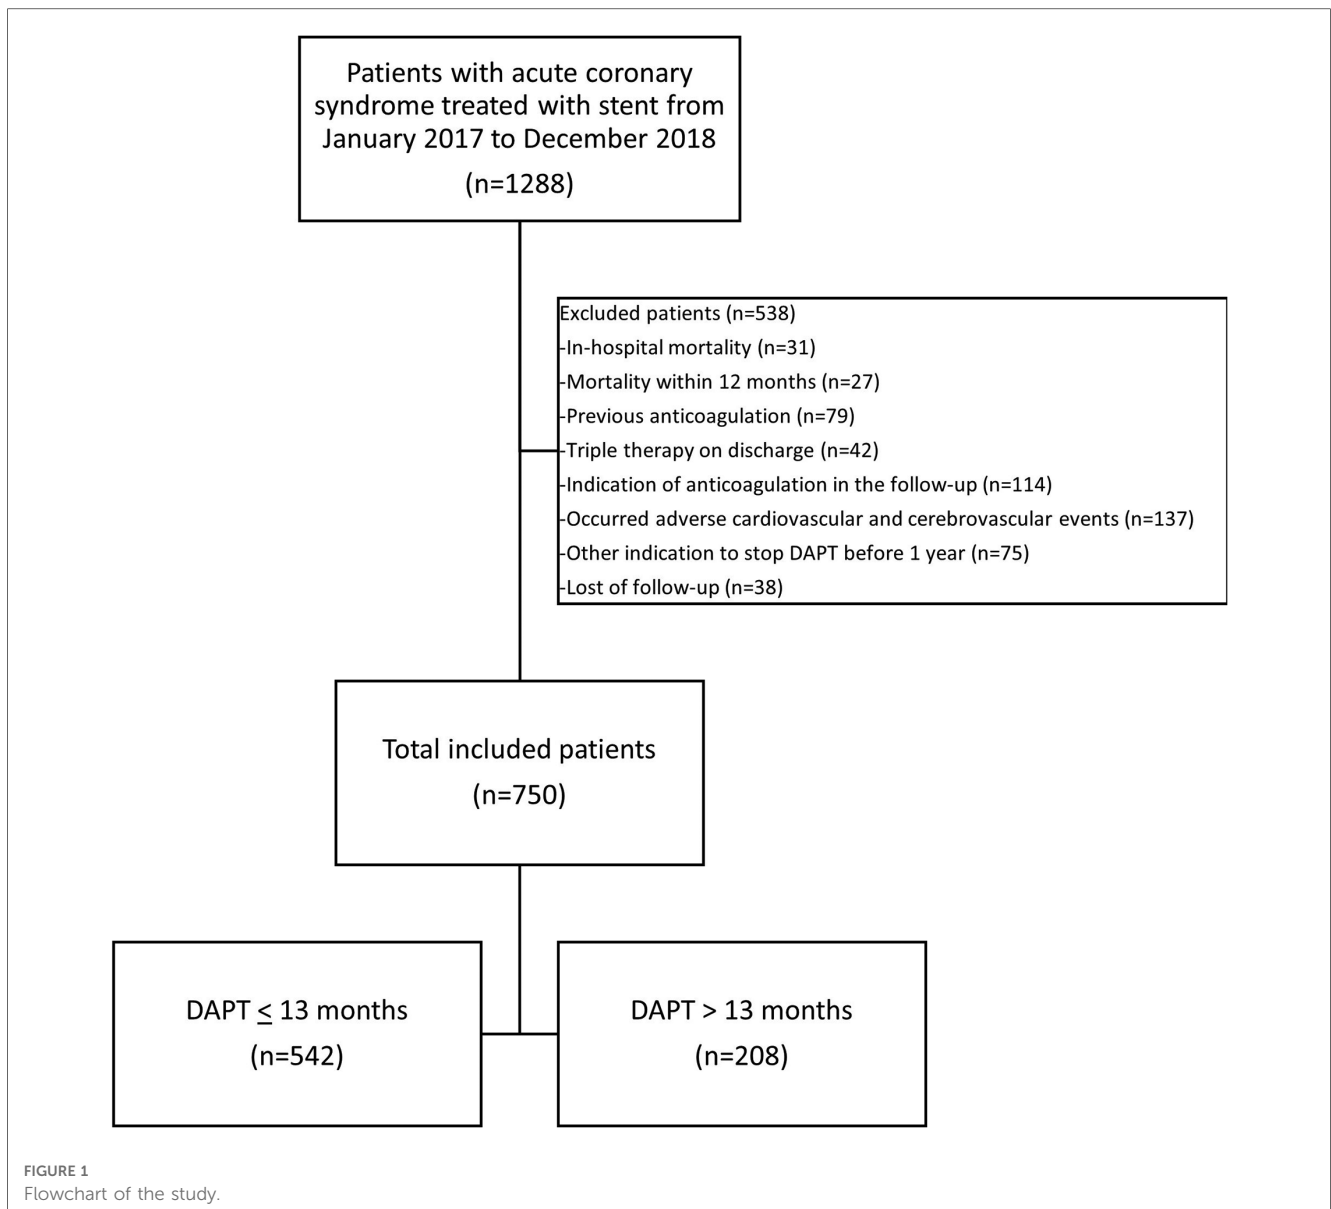 Patients with acute coronary
syndrome treated with stent from
January 2017 to December 2018
(n=1288)
Excluded patients (n=538)
-In-hospital mortality (n=31)
-Mortality within 12 months (n=27)
-Previous anticoagulation (n=79)
-Triple therapy on discharge (n=42)
-Indication of anticoagulation in the follow-up (n=114)
-Occurred adverse cardiovascular and cerebrovascular events (n=137)
-Other indication to stop DAPT before 1 year (n=75)
-Lost of follow-up (n=38)
Total included patients
(n=750)
DAPT ≤ 13 months
(n=542)
DAPT > 13 months
(n=208)
FIGURE 1
Flowchart of the study.